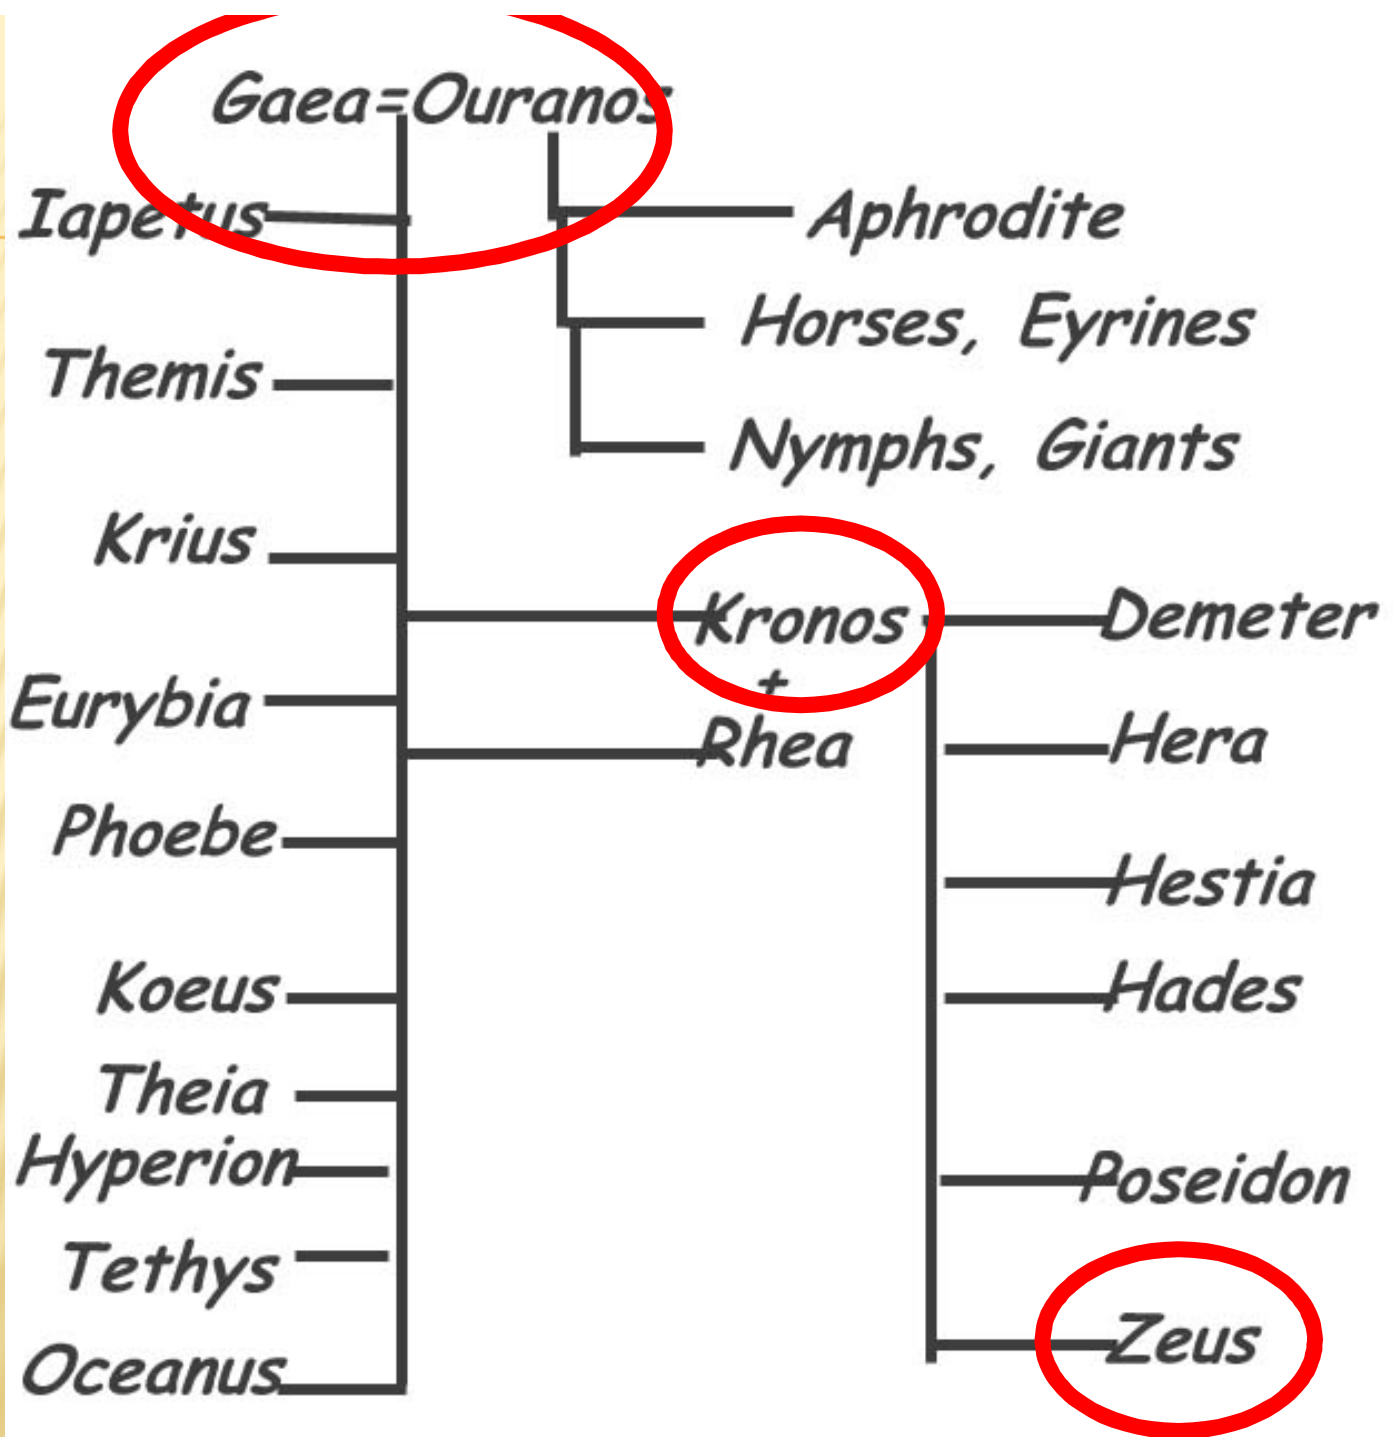 Gaea=Ouranos
Iapetus
Aphrodite
Horses, Eyrines
Themis
Nymphs, Giants
Krius
Kronos
Demeter
+
Eurybia
Rhea
Hera
Phoebe
Hestia
Koeus
Hades
Theia
Hyperion
Poseidon
Tethys
Zeus
Oceanus